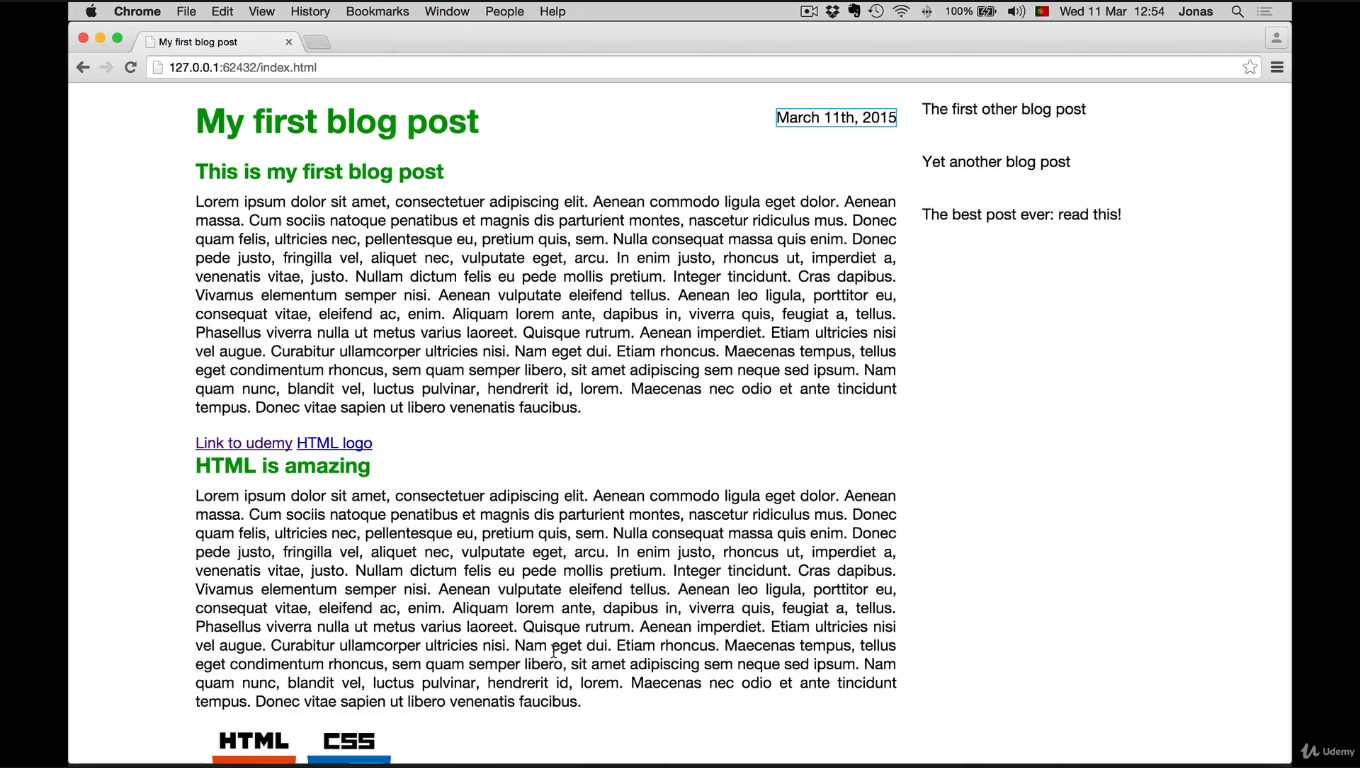 Chrome File Edit View History Bookmarks Window People Help 100% Wed 11 Mar 12:54 Jonas
My first blog post
127.0.0.1:62432/index.html
My first blog post
March 11th, 2015
This is my first blog post
Lorem ipsum dolor sit amet, consectetuer adipiscing elit. Aenean commodo ligula eget dolor. Aenean
massa. Cum sociis natoque penatibus et magnis dis parturient montes, nascetur ridiculus mus. Donec
quam felis, ultricies nec, pellentesque eu, pretium quis, sem. Nulla consequat massa quis enim. Donec
pede justo, fringilla vel, aliquet nec, vulputate eget, arcu. In enim justo, rhoncus ut, imperdiet a,
venenatis vitae, justo. Nullam dictum felis eu pede mollis pretium. Integer tincidunt. Cras dapibus.
Vivamus elementum semper nisi. Aenean vulputate eleifend tellus. Aenean leo ligula, porttitor eu,
consequat vitae, eleifend ac, enim. Aliquam lorem ante, dapibus in, viverra quis, feugiat a, tellus.
Phasellus viverra nulla ut metus varius laoreet. Quisque rutrum. Aenean imperdiet. Etiam ultricies nisi
vel augue. Curabitur ullamcorper ultricies nisi. Nam eget dui. Etiam rhoncus. Maecenas tempus, tellus
eget condimentum rhoncus, sem quam semper libero, sit amet adipiscing sem neque sed ipsum. Nam
quam nunc, blandit vel, luctus pulvinar, hendrerit id, lorem. Maecenas nec odio et ante tincidunt
tempus. Donec vitae sapien ut libero venenatis faucibus.
Link to udemy HTML logo
HTML is amazing
Lorem ipsum dolor sit amet, consectetuer adipiscing elit. Aenean commodo ligula eget dolor. Aenean
massa. Cum sociis natoque penatibus et magnis dis parturient montes, nascetur ridiculus mus. Donec
quam felis, ultricies nec, pellentesque eu, pretium quis, sem. Nulla consequat massa quis enim. Donec
pede justo, fringilla vel, aliquet nec, vulputate eget, arcu. In enim justo, rhoncus ut, imperdiet a,
venenatis vitae, justo. Nullam dictum felis eu pede mollis pretium. Integer tincidunt. Cras dapibus.
Vivamus elementum semper nisi. Aenean vulputate eleifend tellus. Aenean leo ligula, porttitor eu,
consequat vitae, eleifend ac, enim. Aliquam lorem ante, dapibus in, viverra quis, feugiat a, tellus.
Phasellus viverra nulla ut metus varius laoreet. Quisque rutrum. Aenean imperdiet. Etiam ultricies nisi
vel augue. Curabitur ullamcorper ultricies nisi. Nam eget dui. Etiam rhoncus. Maecenas tempus, tellus
eget condimentum rhoncus, sem quam semper libero, sit amet adipiscing sem neque sed ipsum. Nam
quam nunc, blandit vel, luctus pulvinar, hendrerit id, lorem. Maecenas nec odio et ante tincidunt
tempus. Donec vitae sapien ut libero venenatis faucibus.
HTML CSS
The first other blog post
Yet another blog post
The best post ever: read this!
Udemy